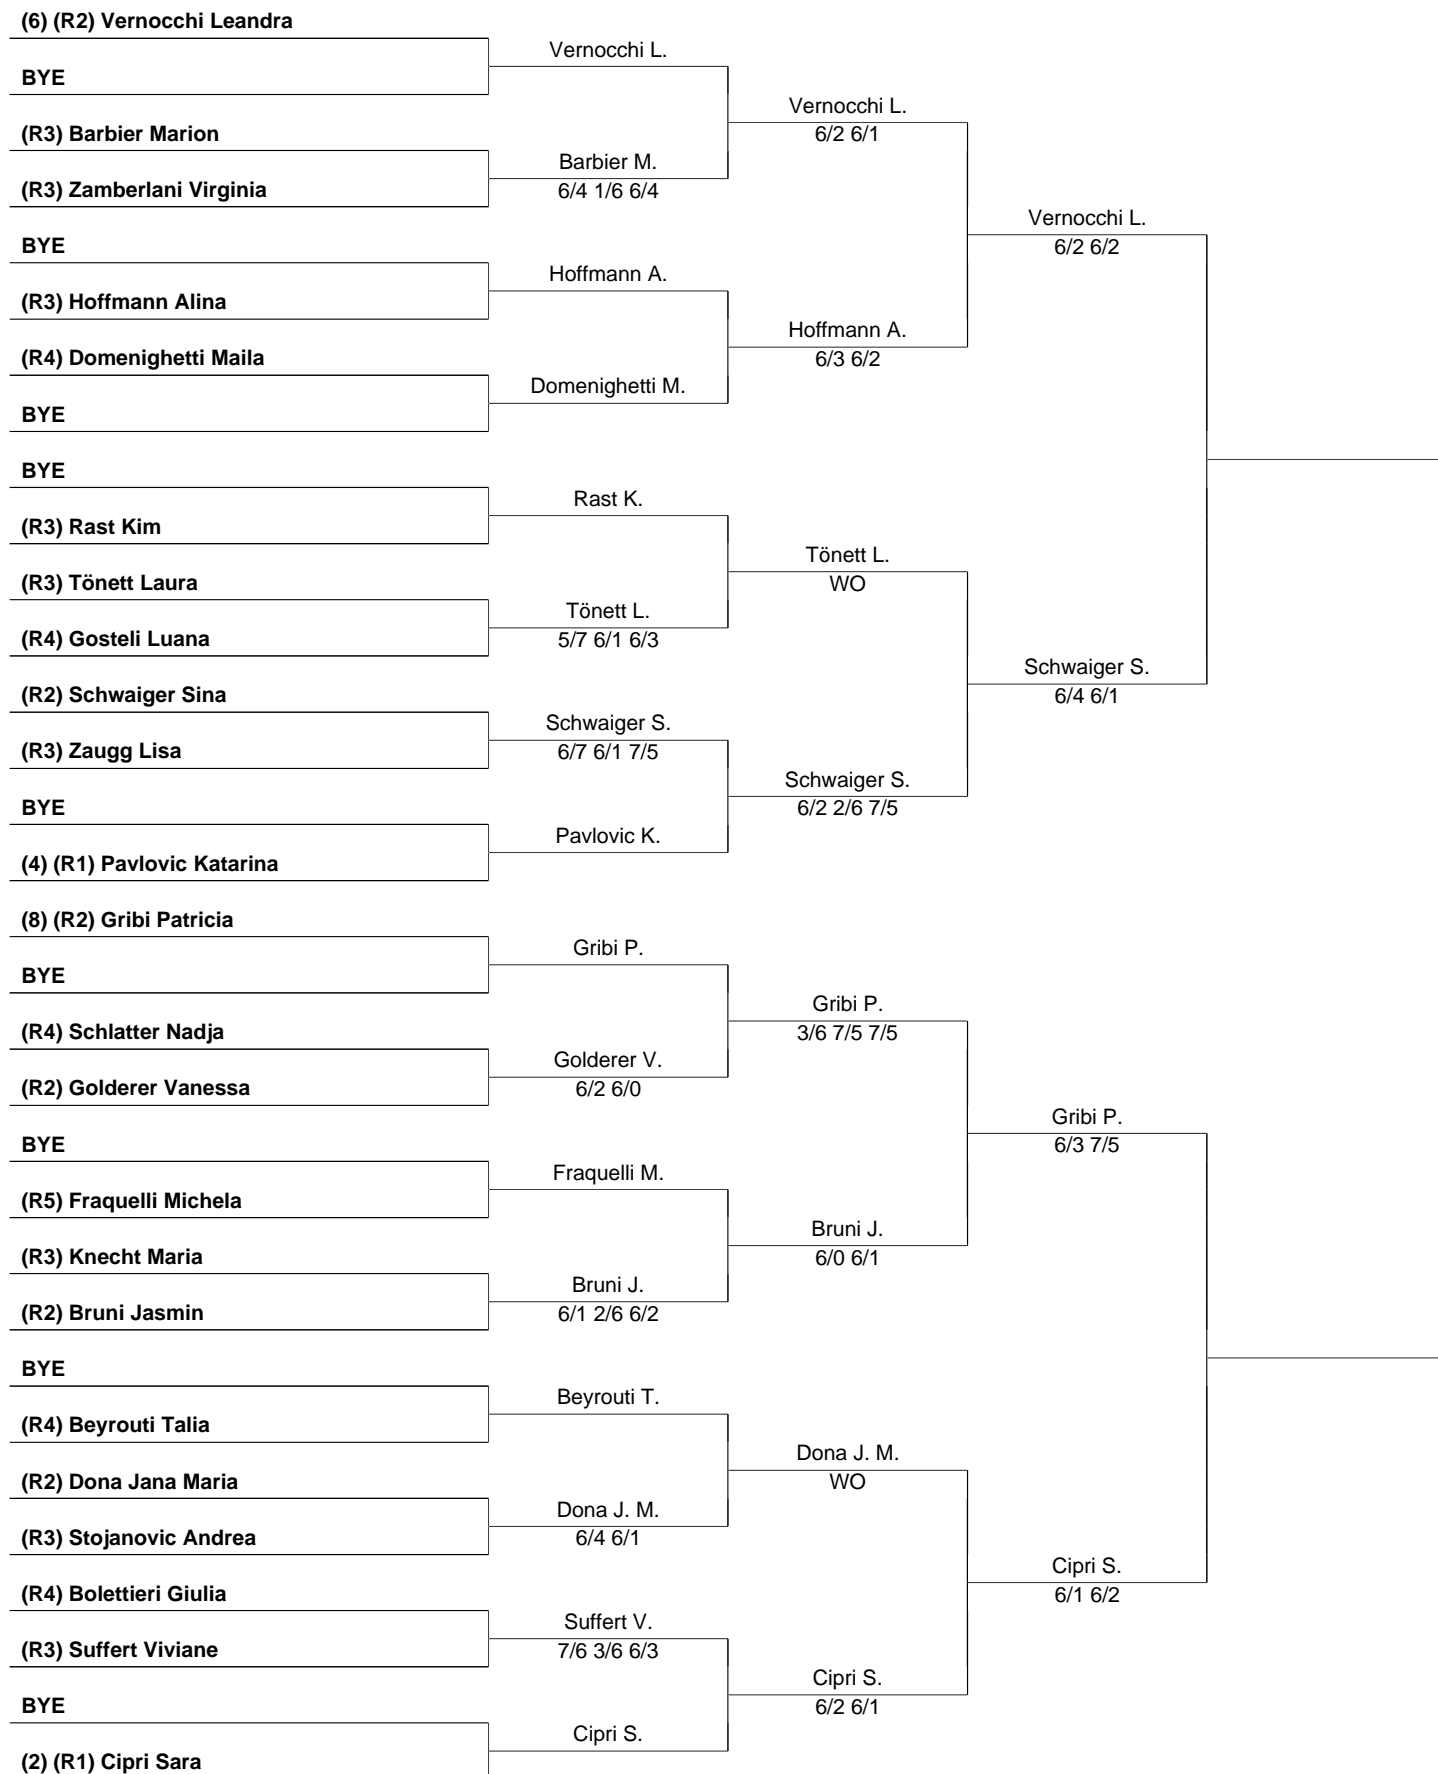 (6) (R2) Vernocchi Leandra
Vernocchi L.
BYE
Vernocchi L.
(R3) Barbier Marion
6/2 6/1
Barbier M.
(R3) Zamberlani Virginia
6/4 1/6 6/4
Vernocchi L.
BYE
6/2 6/2
Hoffmann A.
(R3) Hoffmann Alina
Hoffmann A.
(R4) Domenighetti Maila
6/3 6/2
Domenighetti M.
BYE
BYE
Rast K.
(R3) Rast Kim
Tönett L.
(R3) Tönett Laura
WO
Tönett L.
(R4) Gosteli Luana
5/7 6/1 6/3
Schwaiger S.
(R2) Schwaiger Sina
6/4 6/1
Schwaiger S.
(R3) Zaugg Lisa
6/7 6/1 7/5
Schwaiger S.
BYE
6/2 2/6 7/5
Pavlovic K.
(4) (R1) Pavlovic Katarina
(8) (R2) Gribi Patricia
Gribi P.
BYE
Gribi P.
(R4) Schlatter Nadja
3/6 7/5 7/5
Golderer V.
(R2) Golderer Vanessa
6/2 6/0
Gribi P.
BYE
6/3 7/5
Fraquelli M.
(R5) Fraquelli Michela
Bruni J.
(R3) Knecht Maria
6/0 6/1
Bruni J.
(R2) Bruni Jasmin
6/1 2/6 6/2
BYE
Beyrouti T.
(R4) Beyrouti Talia
Dona J. M.
(R2) Dona Jana Maria
WO
Dona J. M.
(R3) Stojanovic Andrea
6/4 6/1
Cipri S.
(R4) Bolettieri Giulia
6/1 6/2
Suffert V.
(R3) Suffert Viviane
7/6 3/6 6/3
Cipri S.
BYE
6/2 6/1
Cipri S.
(2) (R1) Cipri Sara